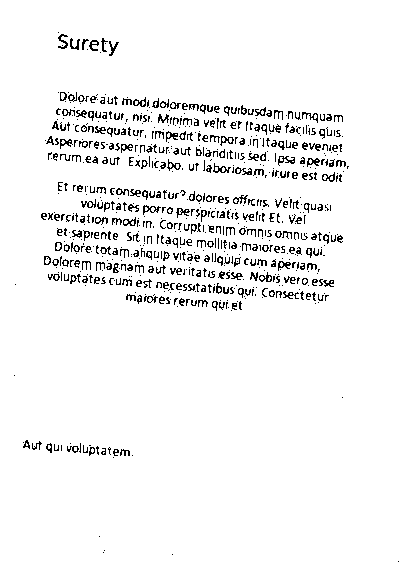 Surety
Dolore aut modi doloremque quibusdam numquam
consequatur, nisi. Minima velit et Itaque facilis quis.
Aut consequatur, impedit tempora in Itaque eveniet
Asperiores aspernatur aut blanditiis sed. Ipsa aperiam,
rerum ea aut. Explicabo. ut laboriosam, irure est odit
Et rerum consequatur? dolores officiis. Velit quasi
voluptates porro perspiciatis velit Et. Vel
exercitation modi in. Corrupti enim omnis omnis atque
et sapiente. Sit in Itaque mollitia maiores ea qui.
Dolore totam aliquip vitae aliquip cum aperiam,
Dolorem magnam aut veritatis esse. Nobis vero esse
voluptates cum est necessitatibus qui. Consectetur
maiores rerum qui et
Aut qui voluptatem.